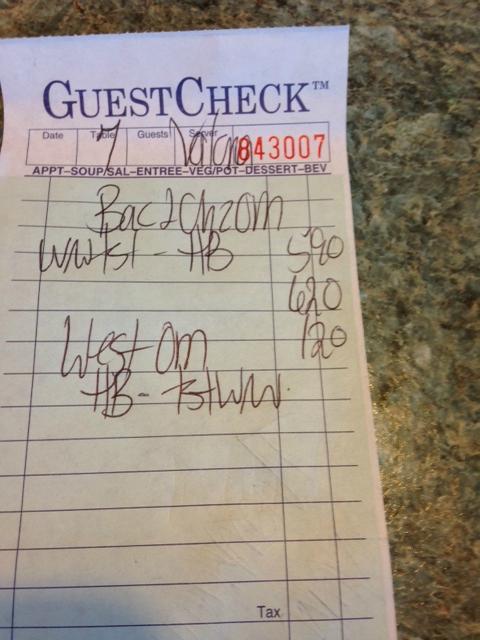 GUESTCHECK™
Date Table Guests Server
7 843007
APPT-SOUP/SAL-ENTREE-VEG/POT-DESSERT-BEV
Bac2ChzOm
WWTst - HB 590
620
West Om 120
HB - TstWW.
Tax